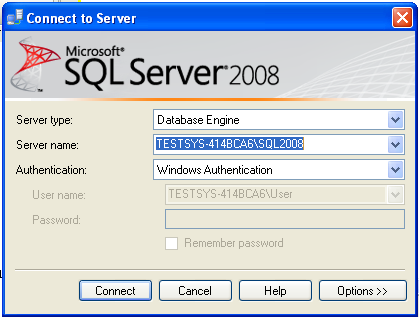 Connect to Server
Microsoft®
SQL Server 2008
Server type: Database Engine
Server name: TESTSYS-414BCA6\SQL2008
Authentication: Windows Authentication
User name: TESTSYS-414BCA6\User
Password:
Remember password
Connect Cancel Help Options >>